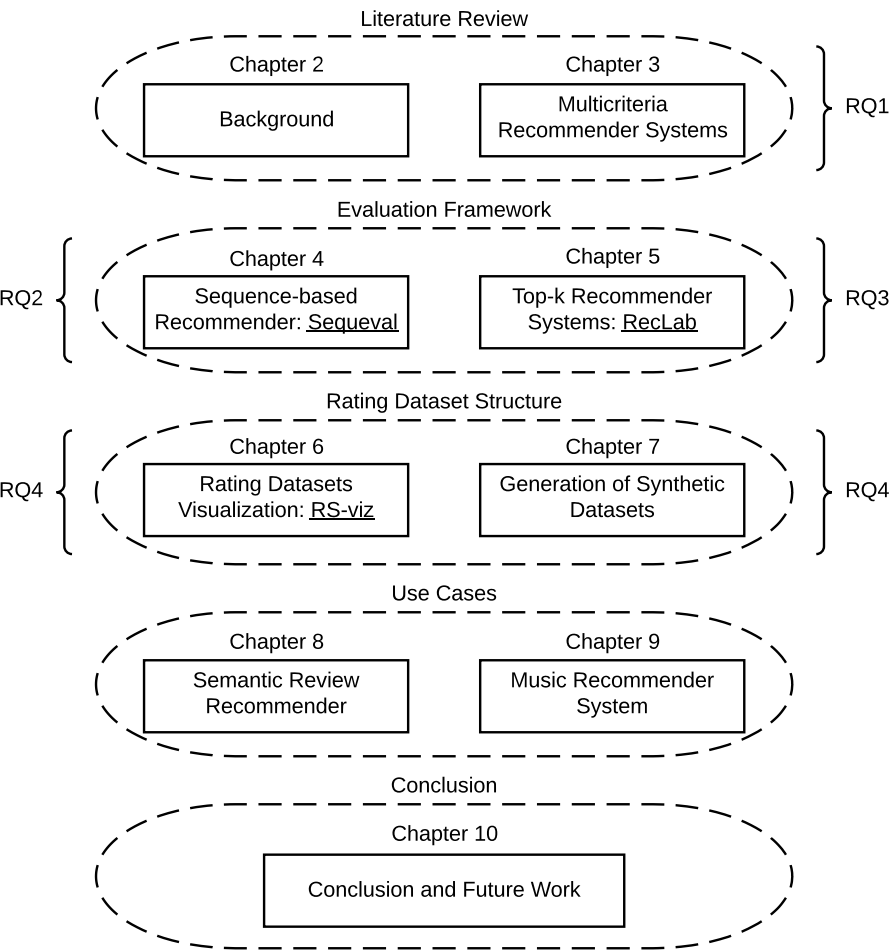 Literature Review
Chapter 2
Background
Chapter 3
Multicriteria
Recommender Systems
RQ1
Evaluation Framework
RQ2
Chapter 4
Sequence-based
Recommender: Sequeval
Chapter 5
Top-k Recommender
Systems: RecLab
RQ3
Rating Dataset Structure
RQ4
Chapter 6
Rating Datasets
Visualization: RS-viz
Chapter 7
Generation of Synthetic
Datasets
RQ4
Use Cases
Chapter 8
Semantic Review
Recommender
Chapter 9
Music Recommender
System
Conclusion
Chapter 10
Conclusion and Future Work